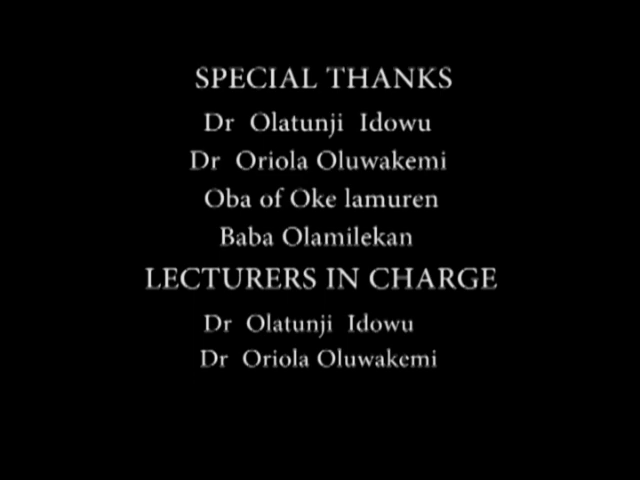 SPECIAL THANKS
Dr Olatunji Idowu
Dr Oriola Oluwakemi
Oba of Oke lamuren
Baba Olamilekan
LECTURERS IN CHARGE
Dr Olatunji Idowu
Dr Oriola Oluwakemi